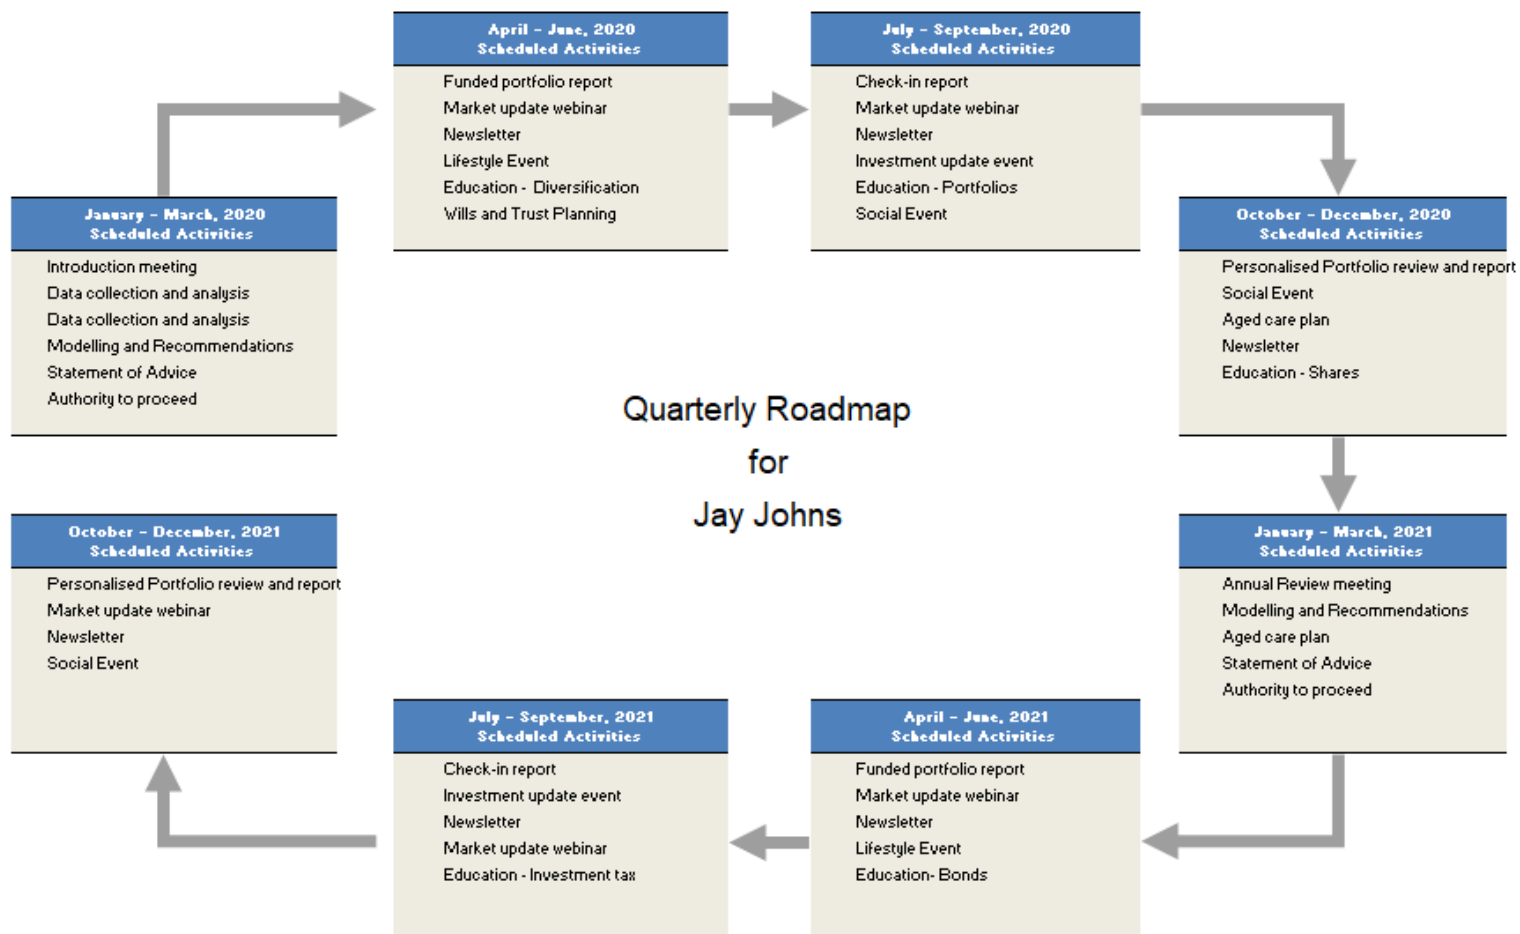 April - June, 2020
Scheduled Activities
Funded portfolio report
Market update webinar
Newsletter
Lifestyle Event
Education - Diversification
Wills and Trust Planning
July - September, 2020
Scheduled Activities
Check-in report
Market update webinar
Newsletter
Investment update event
Education - Portfolios
Social Event
January - March, 2020
Scheduled Activities
Introduction meeting
Data collection and analysis
Data collection and analysis
Modelling and Recommendations
Statement of Advice
Authority to proceed
October - December, 2020
Scheduled Activities
Personalised Portfolio review and report
Social Event
Aged care plan
Newsletter
Education - Shares
Quarterly Roadmap
for
Jay Johns
October - December, 2021
Scheduled Activities
Personalised Portfolio review and report
Market update webinar
Newsletter
Social Event
January - March, 2021
Scheduled Activities
Annual Review meeting
Modelling and Recommendations
Aged care plan
Statement of Advice
Authority to proceed
July - September, 2021
Scheduled Activities
Check-in report
Investment update event
Newsletter
Market update webinar
Education - Investment tax
April - June, 2021
Scheduled Activities
Funded portfolio report
Market update webinar
Newsletter
Lifestyle Event
Education- Bonds